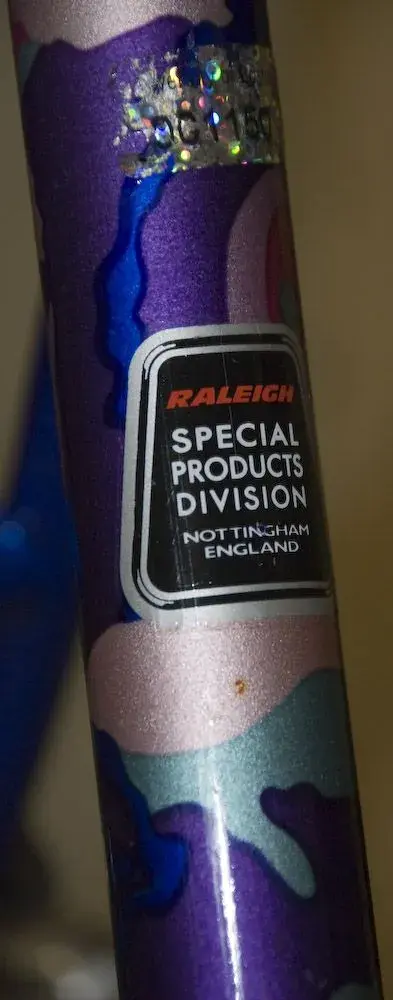 RALEIGH
SPECIAL
PRODUCTS
DIVISION
NOTTINGHAM
ENGLAND